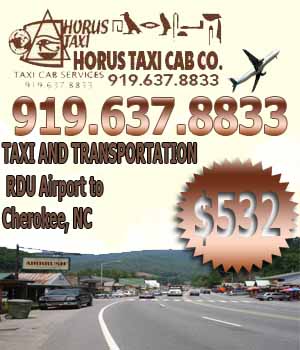 HORUS
TAXI
TAXI CAB SERVICES
919.637.8833
HORUS TAXI CAB CO.
919.637.8833
919.637.8833
TAXI AND TRANSPORTATION
RDU Airport to
Cherokee, NC
$532